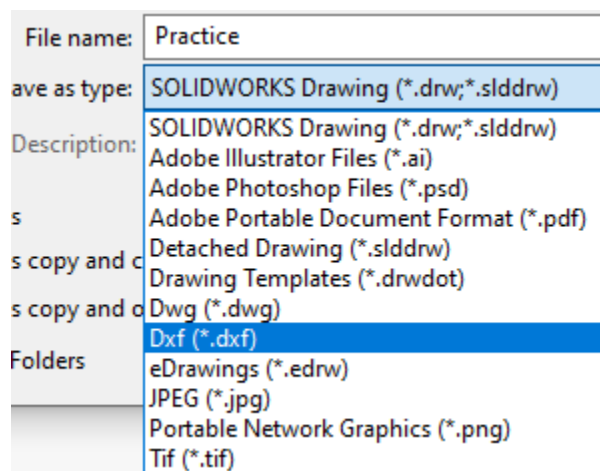 File name: Practice
ave as type: SOLIDWORKS Drawing (*.drw;*.slddrw)
SOLIDWORKS Drawing (*.drw;*.slddrw)
Description:
Adobe Illustrator Files (*.ai)
Adobe Photoshop Files (*.psd)
s
Adobe Portable Document Format (*.pdf)
s copy and c
Detached Drawing (*.slddrw)
Drawing Templates (*.drwdot)
s copy and o
Dwg (*.dwg)
Dxf (*.dxf)
Folders
eDrawings (*.edrw)
JPEG (*.jpg)
Portable Network Graphics (*.png)
Tif (*.tif)